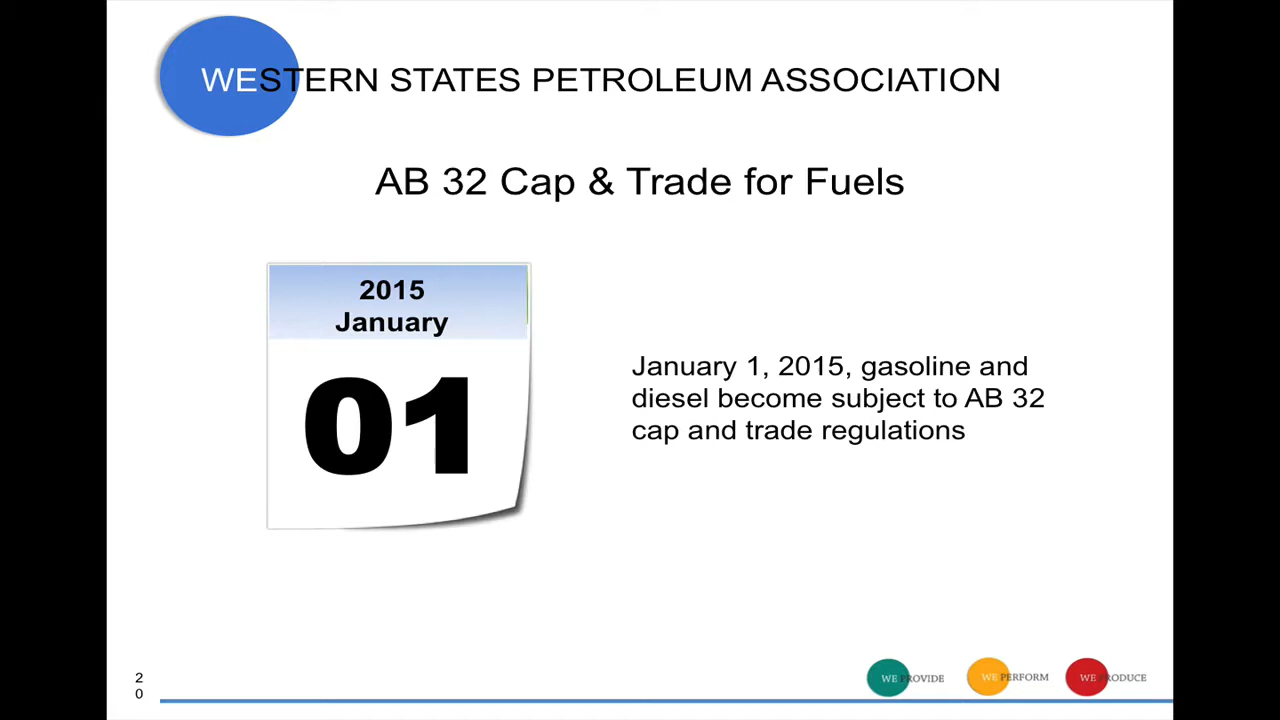 WESTERN STATES PETROLEUM ASSOCIATION
AB 32 Cap & Trade for Fuels
2015
January
01
January 1, 2015, gasoline and
diesel become subject to AB 32
cap and trade regulations
2
0
WE PROVIDE
WE PERFORM
WE PRODUCE